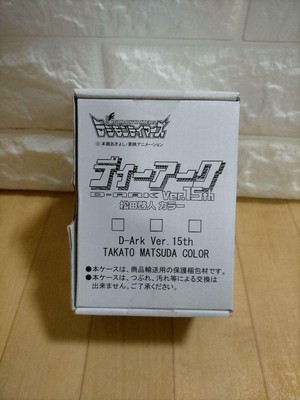 デジモンテイマーズ
© 本郷あきよし・東映アニメーション
ディーアーク
D-ARK Ver.15th
松田啓人 カラー
D-Ark Ver. 15th
TAKATO MATSUDA COLOR
●本ケースは、商品輸送用の保護梱包材です。
●本ケースは、つぶれ、汚れ等による交換は
出来ません。ご了承ください。